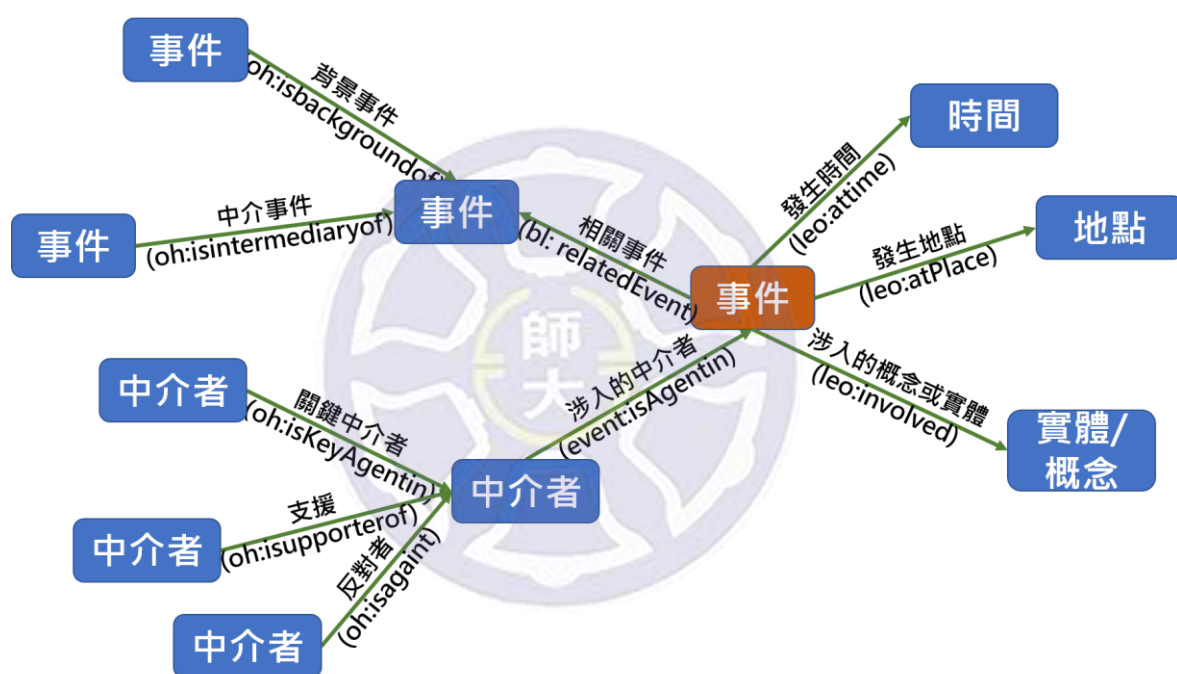 事件
背景事件
(oh:isbackgroundof)
事件
中介事件
(oh:isintermediaryof)
事件
相關事件
(bl: relatedEvent)
事件
發生時間
(leo:attime)
時間
發生地點
(leo:atPlace)
地點
涉入的概念或實體
(leo:involved)
實體/
概念
涉入的中介者
(event:isAgentin)
中介者
關鍵中介者
(oh:isKeyAgentin)
中介者
支援
(oh:isupporterof)
中介者
反對者
(oh:isagaint)
中介者
師
大